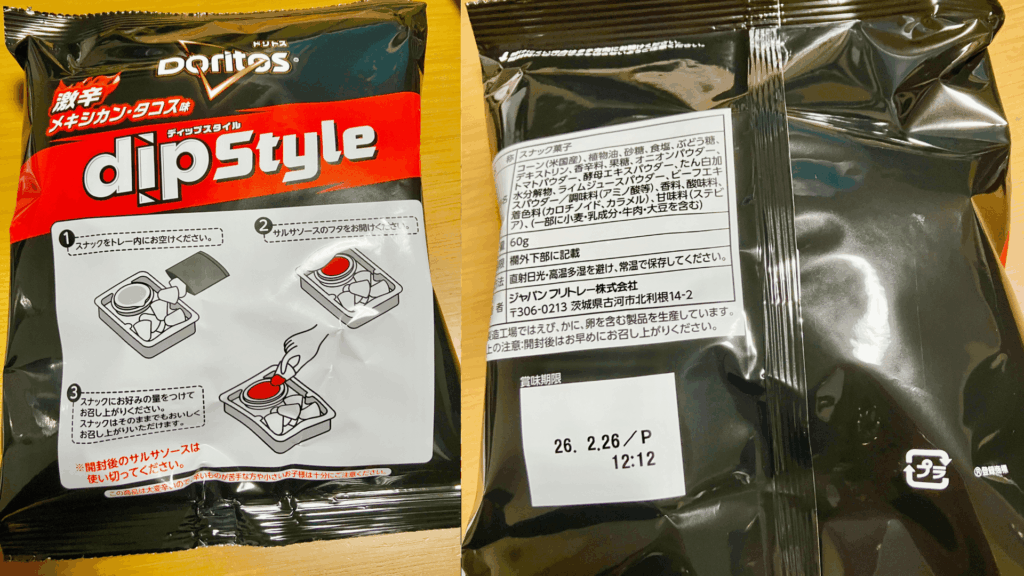 ドリトス
Doritos®
激辛
メキシカン・タコス味
ディップスタイル
dipstyle
1 スナックをトレー内にお空けください。
2 サルサソースのフタをお開けください。
3 スナックにお好みの量をつけて
お召し上がりください。
スナックはそのままでもおいしく
お召し上がりいただけます。
※開封後のサルサソースは
使い切ってください。
称 スナック菓子
コーン(米国産)、植物油、砂糖、食塩、ぶどう糖、
デキストリン、香辛料、果糖、オニオンパウダー、
トマトパウダー、酵母エキスパウダー、たん白加
水分解物、ライムジュースパウダー、ビーフエキ
スパウダー/調味料(アミノ酸等)、香料、酸味料、
着色料(カロチノイド、カラメル)、甘味料(ステビ
ア)、(一部に小麦・乳成分・牛肉・大豆を含む)
量 60g
欄外下部に記載
法 直射日光・高温多湿を避け、常温で保存してください。
者 ジャパンフリトレー株式会社
〒306-0213 茨城県古河市北利根14-2
造工場ではえび、かに、卵を含む製品を生産しています。
上の注意:開封後はお早めにお召し上がりください。
賞味期限
26. 2.26/P
12:12
プラ
®登録商標